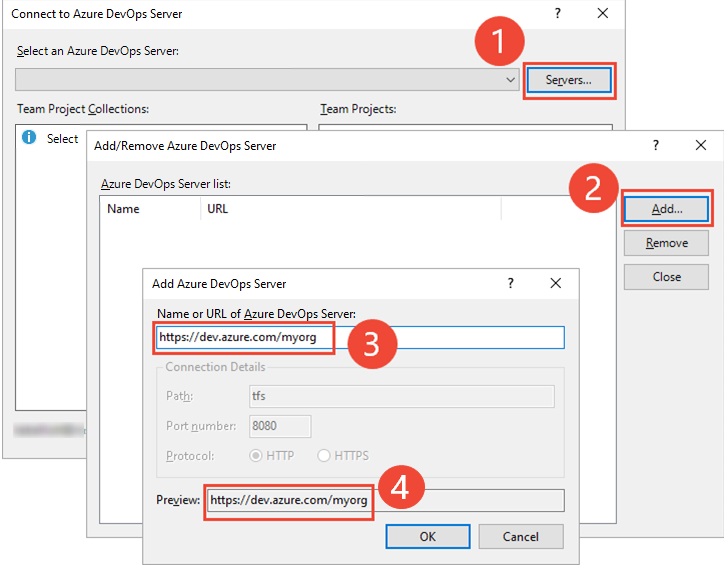 Connect to Azure DevOps Server
?
Select an Azure DevOps Server:
1
Servers...
Team Project Collections:
Team Projects:
Select
Add/Remove Azure DevOps Server
?
Azure DevOps Server list:
2
Name
URL
Add...
Remove
Close
Add Azure DevOps Server
?
Name or URL of Azure DevOps Server:
https://dev.azure.com/myorg
3
Connection Details
Path:
tfs
Port number:
8080
Protocol:
HTTP
HTTPS
4
Preview:
https://dev.azure.com/myorg
OK
Cancel